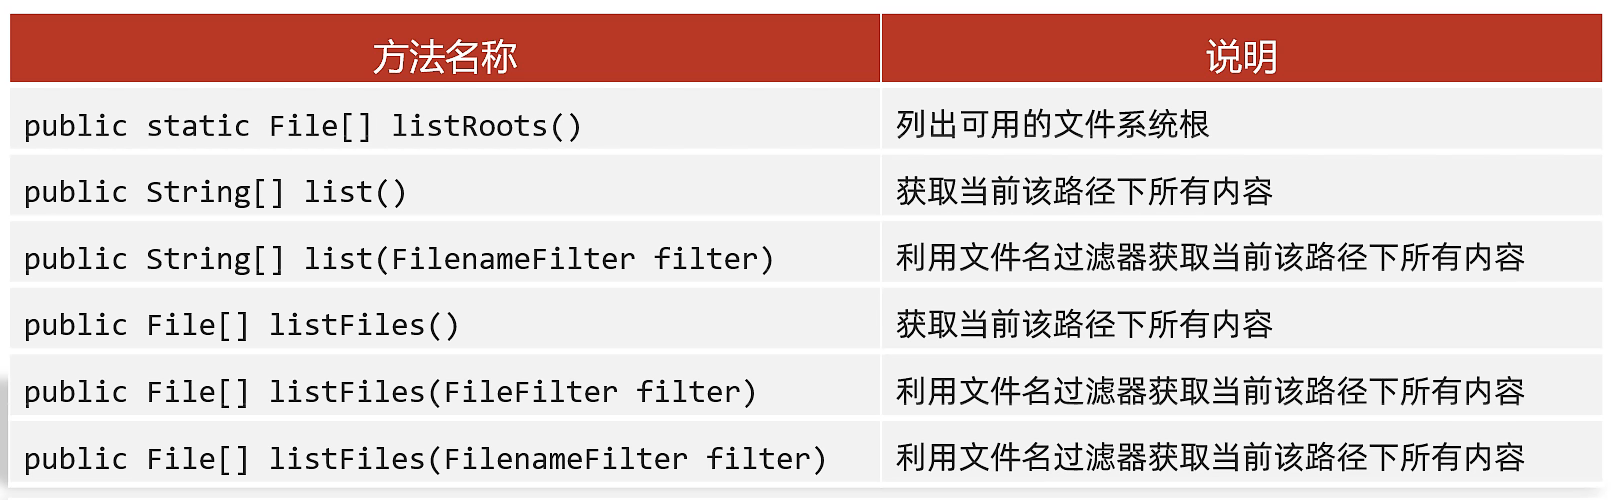 方法名称 说明
public static File[] listRoots() 列出可用的文件系统根
public String[] list() 获取当前该路径下所有内容
public String[] list(FilenameFilter filter) 利用文件名过滤器获取当前该路径下所有内容
public File[] listFiles() 获取当前该路径下所有内容
public File[] listFiles(FileFilter filter) 利用文件名过滤器获取当前该路径下所有内容
public File[] listFiles(FilenameFilter filter) 利用文件名过滤器获取当前该路径下所有内容